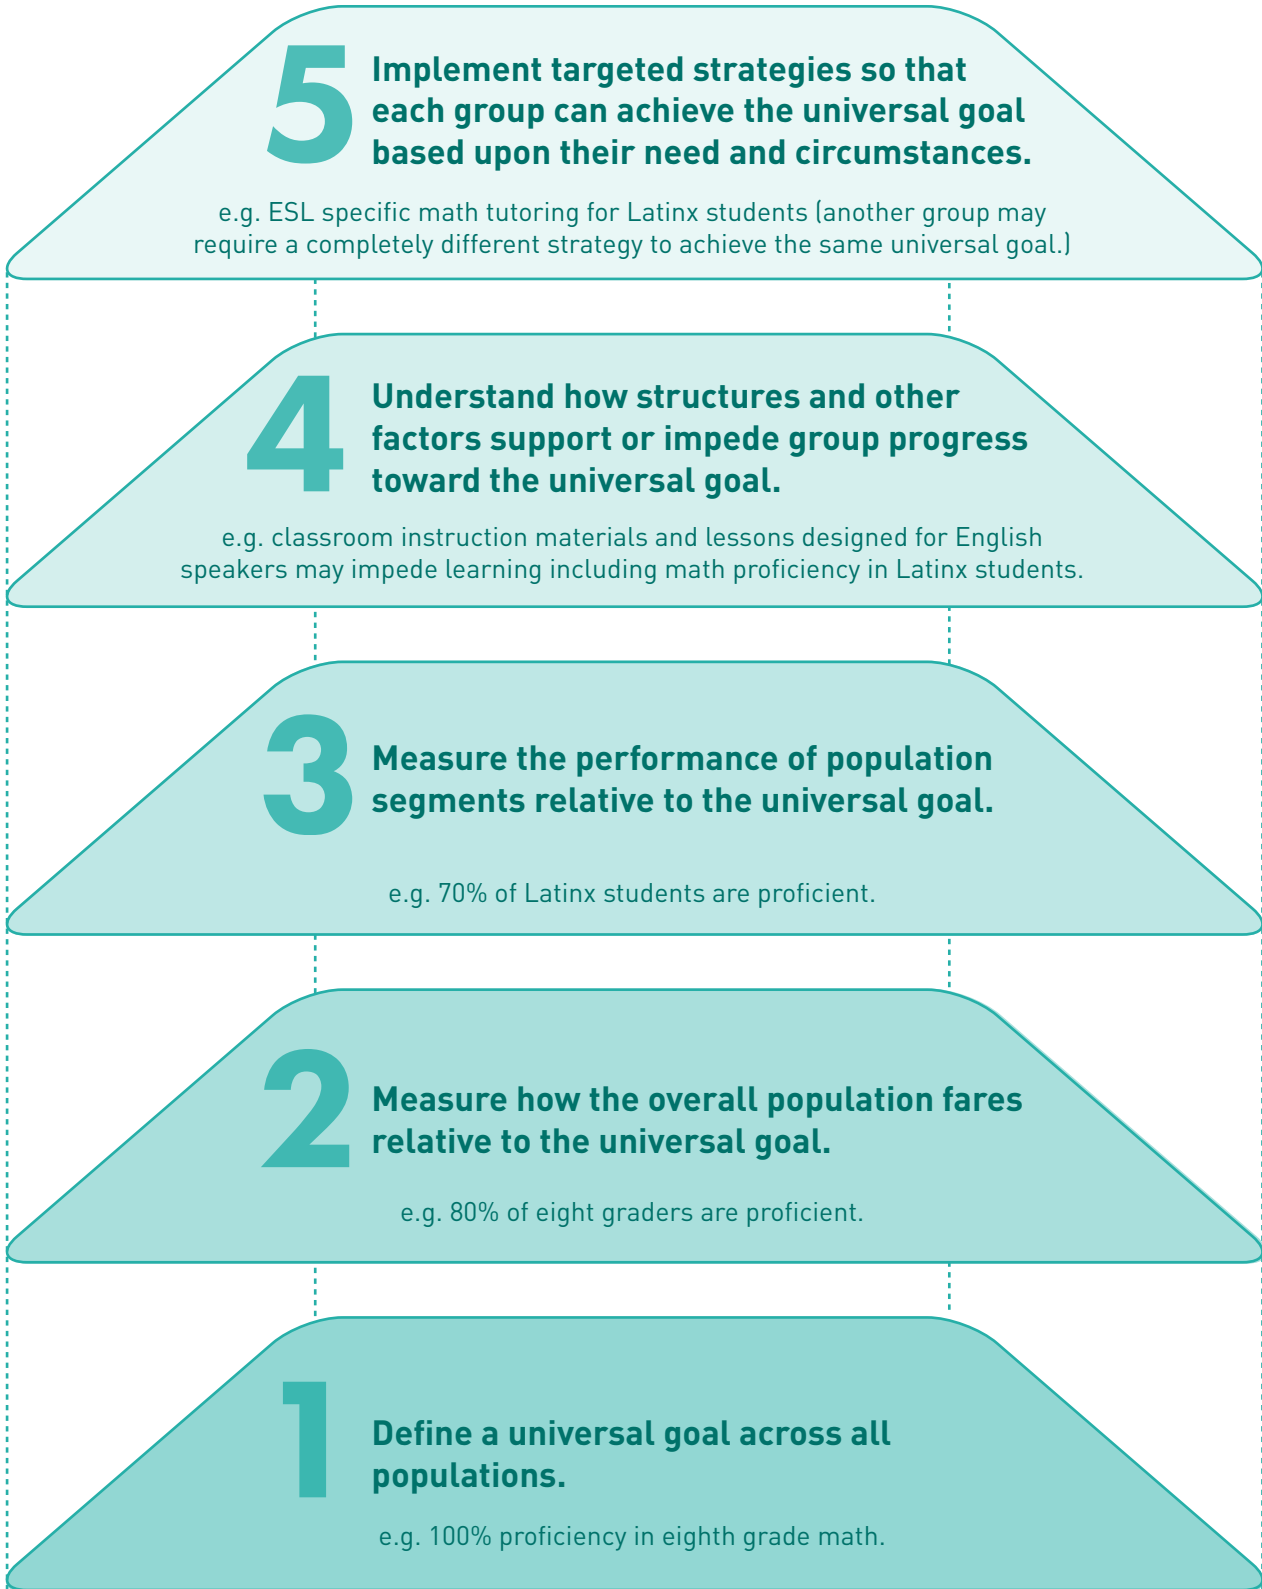 5
Implement targeted strategies so that
each group can achieve the universal goal
based upon their need and circumstances.
e.g. ESL specific math tutoring for Latinx students (another group may
require a completely different strategy to achieve the same universal goal.)
4
Understand how structures and other
factors support or impede group progress
toward the universal goal.
e.g. classroom instruction materials and lessons designed for English
speakers may impede learning including math proficiency in Latinx students.
3
Measure the performance of population
segments relative to the universal goal.
e.g. 70% of Latinx students are proficient.
2
Measure how the overall population fares
relative to the universal goal.
e.g. 80% of eight graders are proficient.
1
Define a universal goal across all
populations.
e.g. 100% proficiency in eighth grade math.